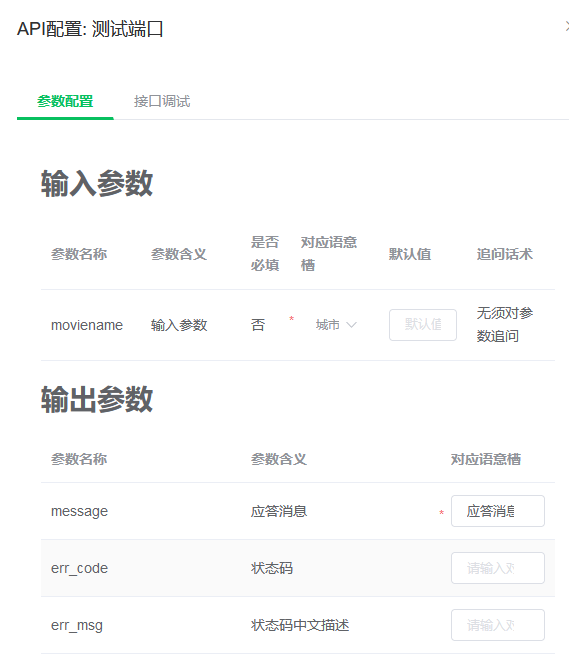 API配置: 测试端口
参数配置 接口调试
输入参数
参数名称 参数含义 是否必填 对应语意槽 默认值 追问话术
moviename 输入参数 否 * 城市 默认值 无须对参数追问
输出参数
参数名称 参数含义 对应语意槽
message 应答消息 * 应答消息
err_code 状态码 请输入对
err_msg 状态码中文描述 请输入对